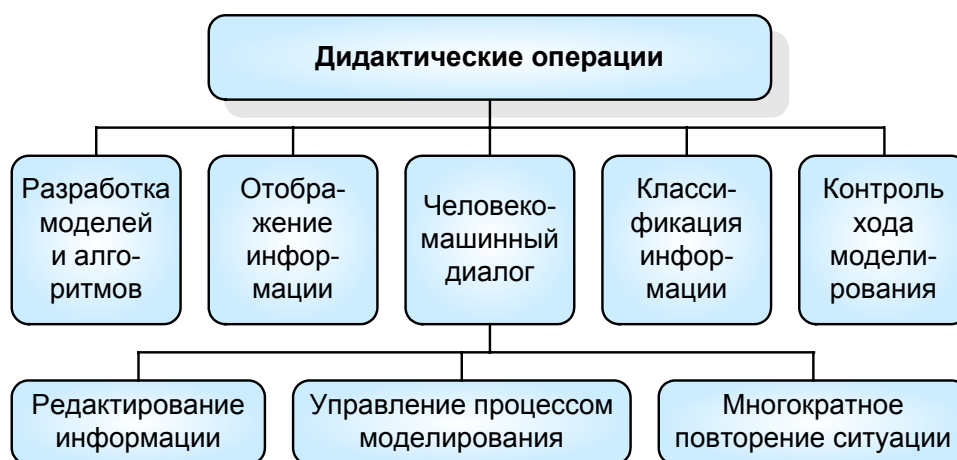 Дидактические операции
Разработка
моделей
и алго-
ритмов
Отобра-
жение
инфор-
мации
Человеко-
машинный
диалог
Класси-
фикация
инфор-
мации
Контроль
хода
модели-
рования
Редактирование
информации
Управление процессом
моделирования
Многократное
повторение ситуации